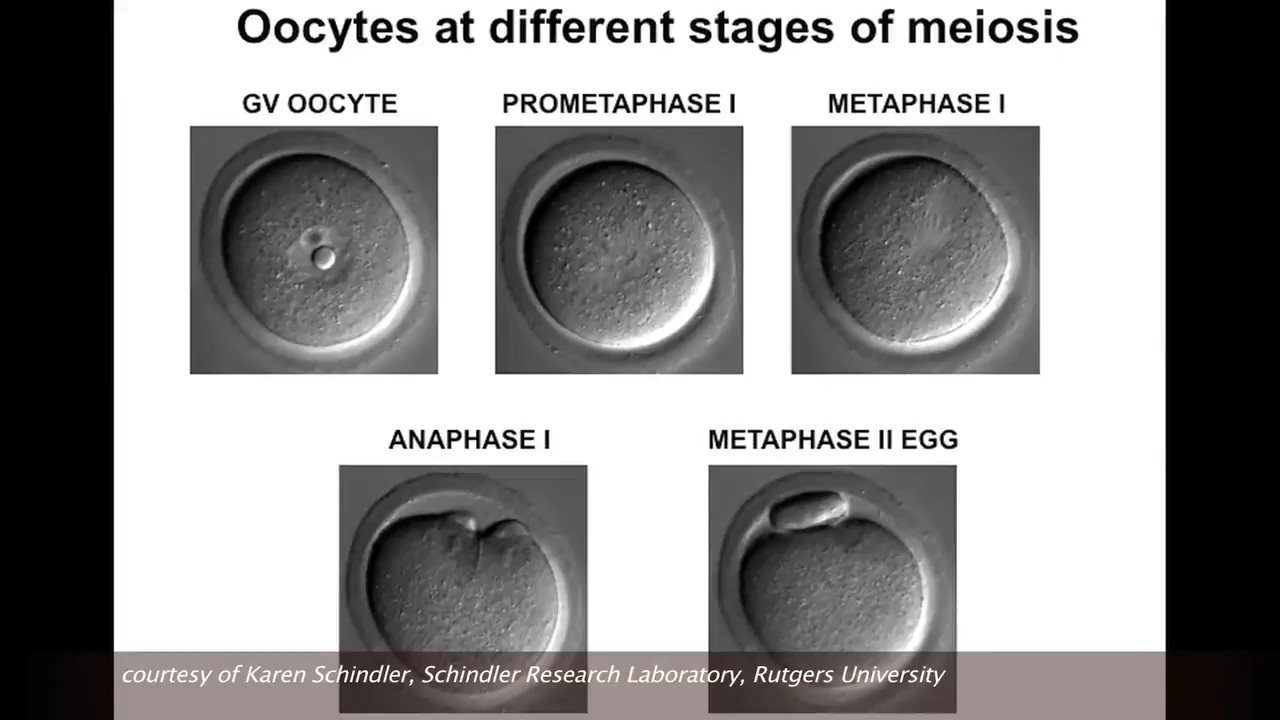 Oocytes at different stages of meiosis
GV OOCYTE
PROMETAPHASE I
METAPHASE I
ANAPHASE I
METAPHASE II EGG
courtesy of Karen Schindler, Schindler Research Laboratory, Rutgers University